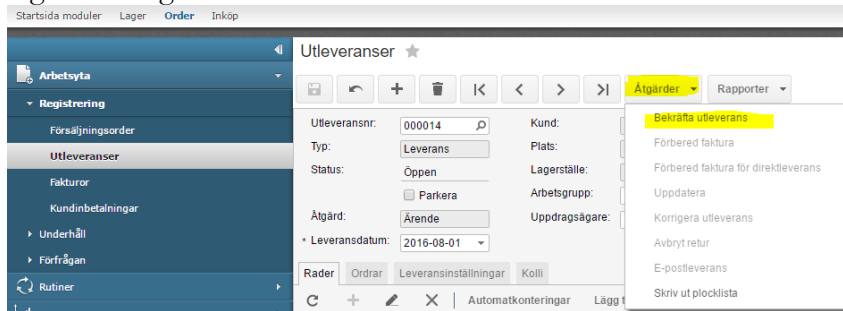 Startsida moduler Lager Order Inköp
Utleveranser
Arbetsyta
Åtgärder Rapporter
Registrering
Försäljningsorder
Utleveranser
Fakturor
Kundinbetalningar
Underhåll
Förfrågan
Rutiner
Utleveransnr: 000014 Kund:
Typ: Leverans Plats:
Status: Öppen Lagerställe:
Parkera Arbetsgrupp:
Åtgärd: Ärende Uppdragsägare:
* Leveransdatum: 2016-08-01
Rader Ordrar Leveransinställningar Kolli
Automatkonteringar Lägg
Bekräfta utleverans
Förbered faktura
Förbered faktura för direktleverans
Uppdatera
Korrigera utleverans
Avbryt retur
E-postleverans
Skriv ut plocklista